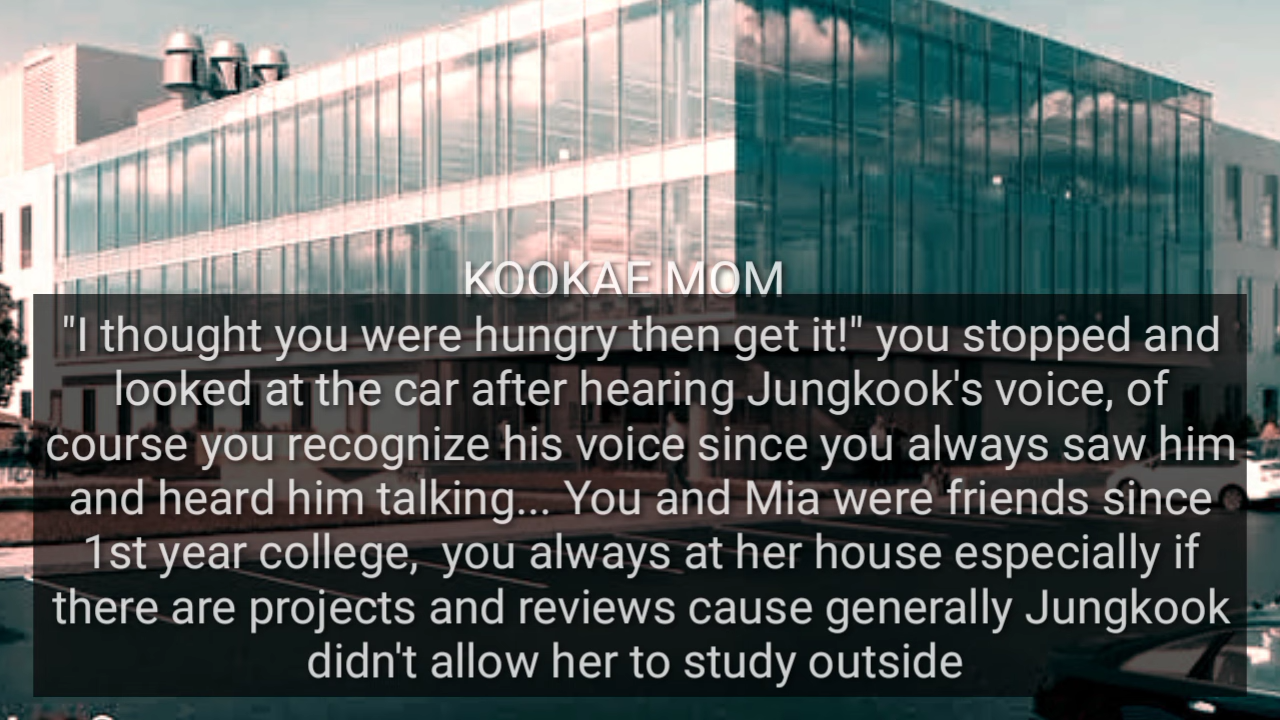 KOOKAE MOM
"I thought you were hungry then get it!" you stopped and
looked at the car after hearing Jungkook's voice, of
course you recognize his voice since you always saw him
and heard him talking... You and Mia were friends since
1st year college,  you always at her house especially if
there are projects and reviews cause generally Jungkook
didn't allow her to study outside